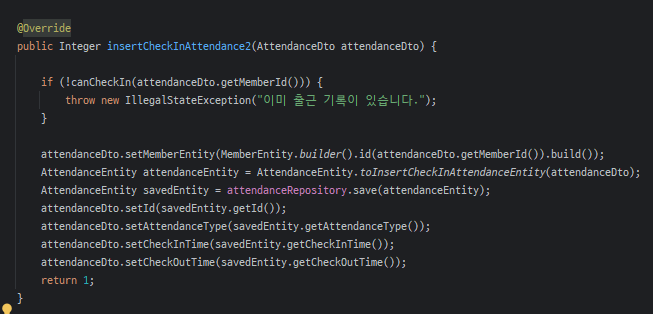 @Override
public Integer insertCheckInAttendance2(AttendanceDto attendanceDto) {
if (!canCheckIn(attendanceDto.getMemberId())) {
throw new IllegalStateException("이미 출근 기록이 있습니다.");
}
attendanceDto.setMemberEntity(MemberEntity.builder().id(attendanceDto.getMemberId()).build());
AttendanceEntity attendanceEntity = AttendanceEntity.toInsertCheckInAttendanceEntity(attendanceDto);
AttendanceEntity savedEntity = attendanceRepository.save(attendanceEntity);
attendanceDto.setId(savedEntity.getId());
attendanceDto.setAttendanceType(savedEntity.getAttendanceType());
attendanceDto.setCheckInTime(savedEntity.getCheckInTime());
attendanceDto.setCheckOutTime(savedEntity.getCheckOutTime());
return 1;
}